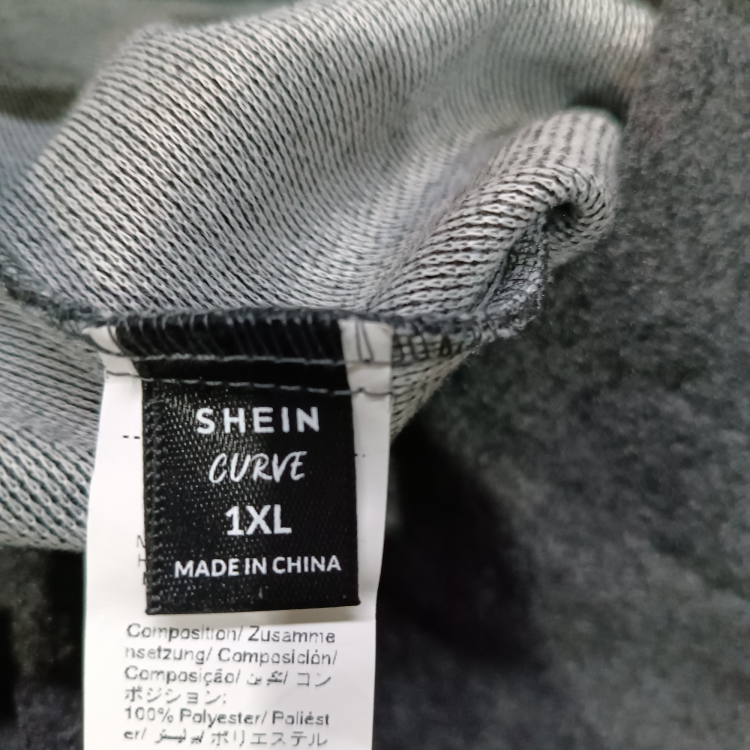 SHEIN
CURVE
1XL
MADE IN CHINA
Composition/ Zusamme
nsetzung/ Composición/
Composição/ تكوين/ コン
ポジション:
100% Polyester/ Poliést
er/ بوليستر/ ポリエステル